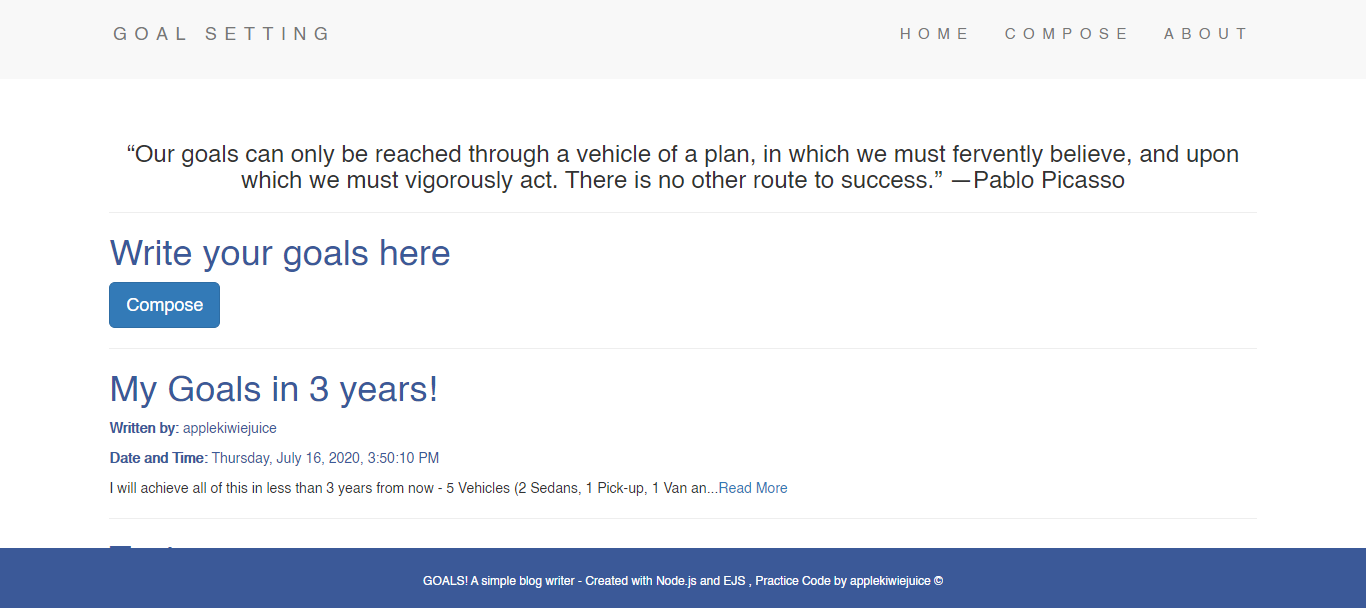 GOAL SETTING
HOME COMPOSE ABOUT
“Our goals can only be reached through a vehicle of a plan, in which we must fervently believe, and upon
which we must vigorously act. There is no other route to success.” —Pablo Picasso
Write your goals here
Compose
My Goals in 3 years!
Written by: applekiwiejuice
Date and Time: Thursday, July 16, 2020, 3:50:10 PM
I will achieve all of this in less than 3 years from now - 5 Vehicles (2 Sedans, 1 Pick-up, 1 Van an...Read More
GOALS! A simple blog writer - Created with Node.js and EJS , Practice Code by applekiwiejuice ©